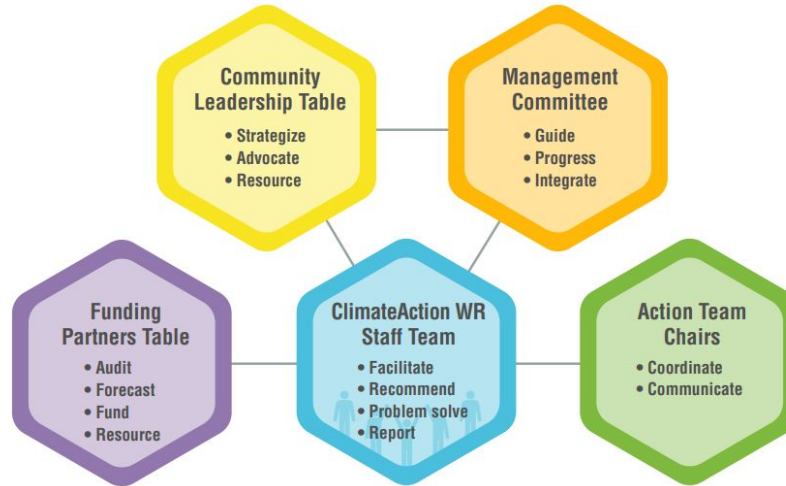 Community
Leadership Table
• Strategize
• Advocate
• Resource
Management
Committee
• Guide
• Progress
• Integrate
Funding
Partners Table
• Audit
• Forecast
• Fund
• Resource
ClimateAction WR
Staff Team
• Facilitate
• Recommend
• Problem solve
• Report
Action Team
Chairs
• Coordinate
• Communicate